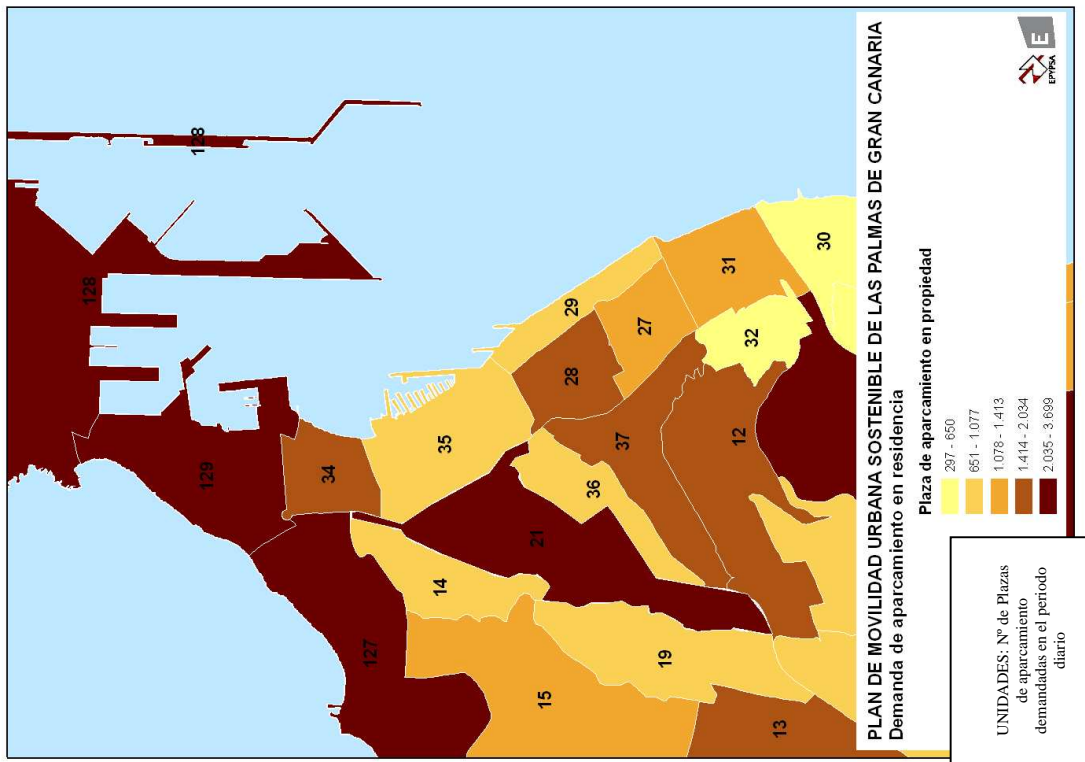 128
128
129
34
35
29
28
27
31
30
32
12
37
36
21
14
127
15
19
13
PLAN DE MOVILIDAD URBANA SOSTENIBLE DE LAS PALMAS DE GRAN CANARIA
Demanda de aparcamiento en residencia
Plaza de aparcamiento en propiedad
297 - 650
651 - 1.077
1.078 - 1.413
1.414 - 2.034
2.035 - 3.699
E
EPYPSA
UNIDADES: Nº de Plazas
de aparcamiento
demandadas en el periodo
diario